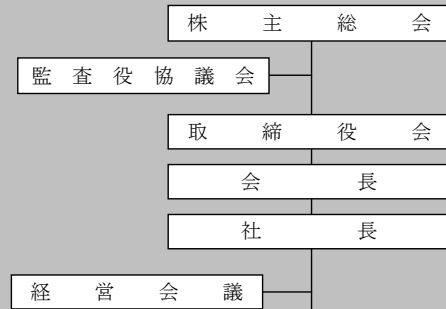 株主総会
監査役協議会
取締役会
会長
社長
経営会議